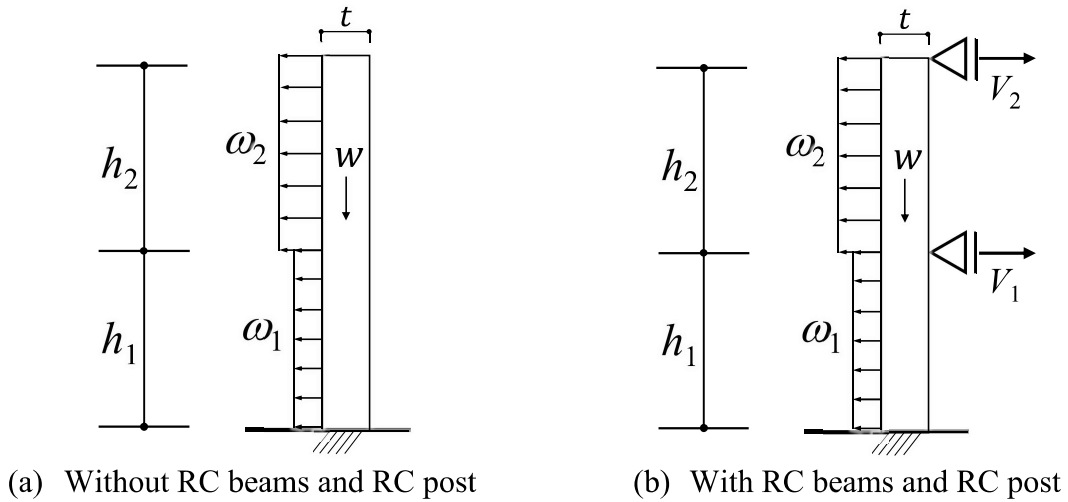 t
h₂
ω₂
w
h₁
ω₁
t
V₂
h₂
ω₂
w
V₁
h₁
ω₁
(a) Without RC beams and RC post
(b) With RC beams and RC post